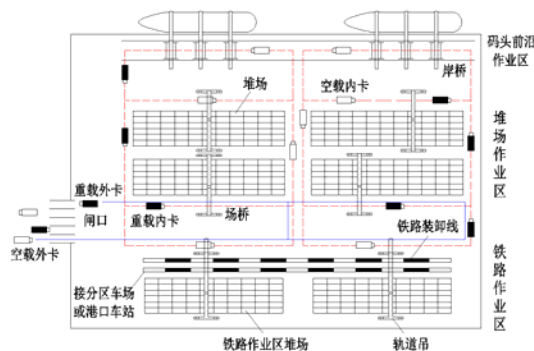 码头前沿
作业区
岸桥
空载内卡
堆场
堆场作业区
重载外卡
闸口
重载内卡
场桥
空载外卡
铁路装卸线
铁路作业区
接分区车场
或港口车站
铁路作业区堆场
轨道吊